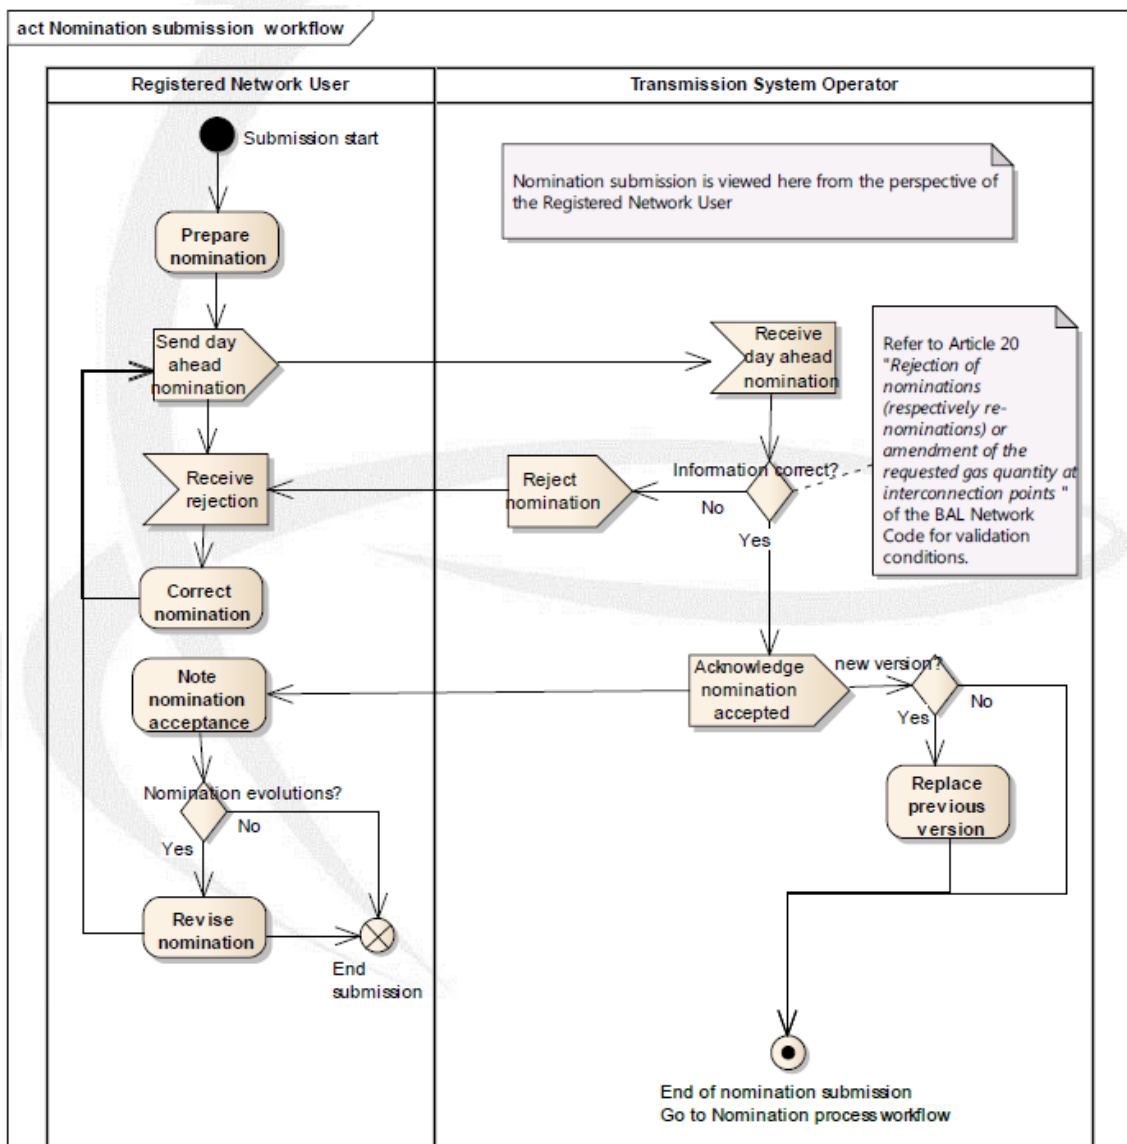 act Nomination submission workflow
Registered Network User
Transmission System Operator
Submission start
Nomination submission is viewed here from the perspective of
the Registered Network User
Prepare
nomination
Send day
ahead
nomination
Receive
day ahead
nomination
Refer to Article 20
"Rejection of
nominations
(respectively re-
nominations) or
amendment of the
requested gas quantity at
interconnection points "
of the BAL Network
Code for validation
conditions.
Receive
rejection
Reject
nomination
Information correct?
No
Yes
Correct
nomination
Note
nomination
acceptance
Acknowledge
nomination
accepted
new version?
No
Yes
Replace
previous
version
Nomination evolutions?
No
Yes
Revise
nomination
End
submission
End of nomination submission
Go to Nomination process workflow